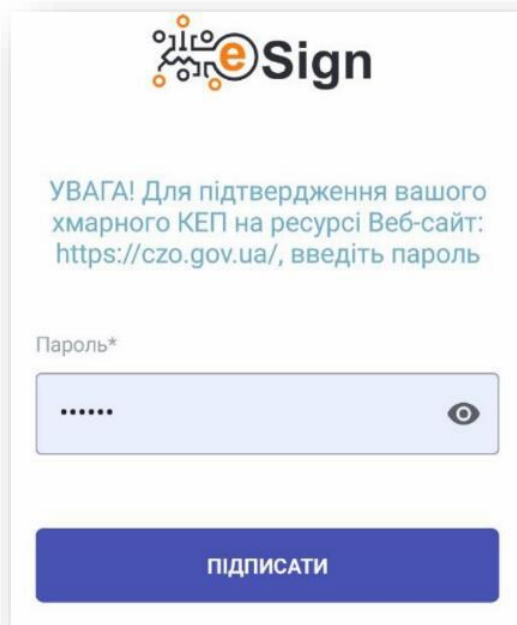 eSign
УВАГА! Для підтвердження вашого
хмарного КЕП на ресурсі Веб-сайт:
https://czo.gov.ua/, введіть пароль
Пароль*
••••••
ПІДПИСАТИ